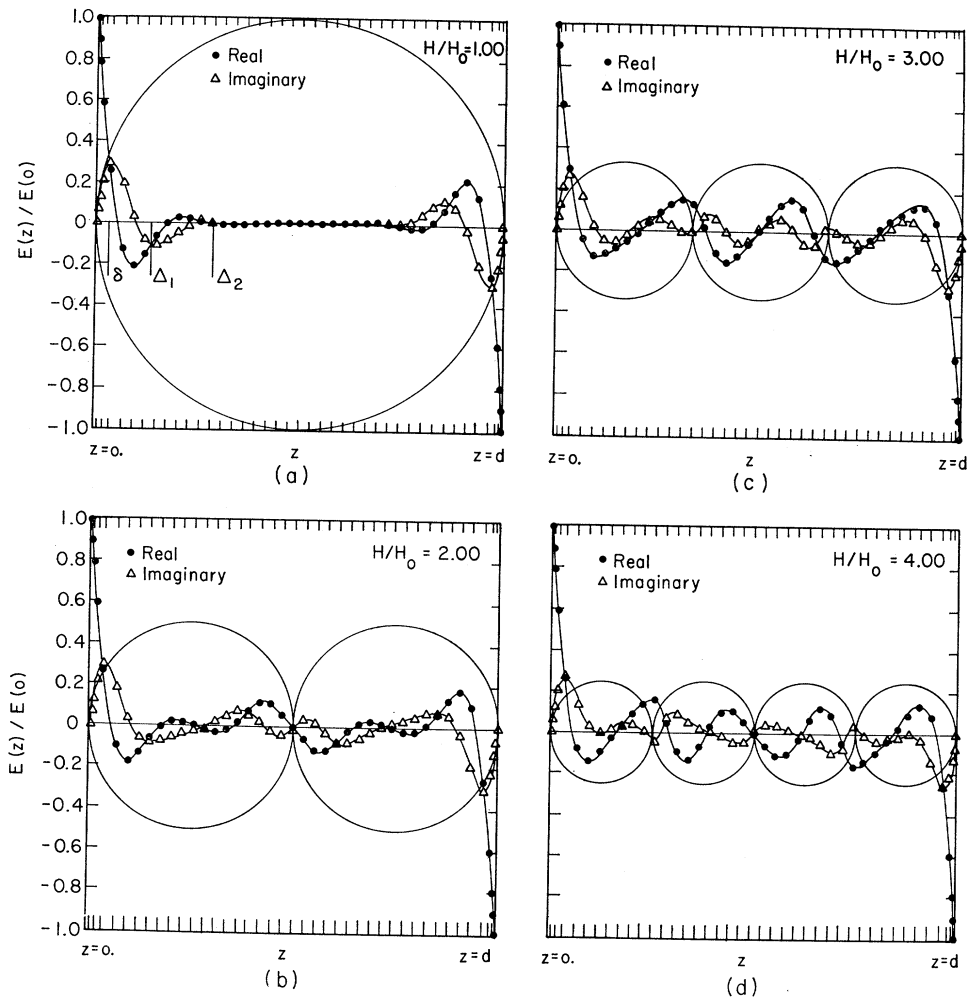 H/H₀=1.00
Real
Imaginary
1.0
0.8
0.6
0.4
0.2
0
-0.2
-0.4
-0.6
-0.8
-1.0
E(z)/E(o)
δ Δ₁ Δ₂
z=o. z z=d
(a)
H/H₀ = 3.00
Real
Imaginary
z=o. z z=d
(c)
H/H₀ = 2.00
Real
Imaginary
1.0
0.8
0.6
0.4
0.2
0
-0.2
-0.4
-0.6
-0.8
-1.0
E(z)/E(o)
z=o. z z=d
(b)
H/H₀ = 4.00
Real
Imaginary
z=o. z z=d
(d)